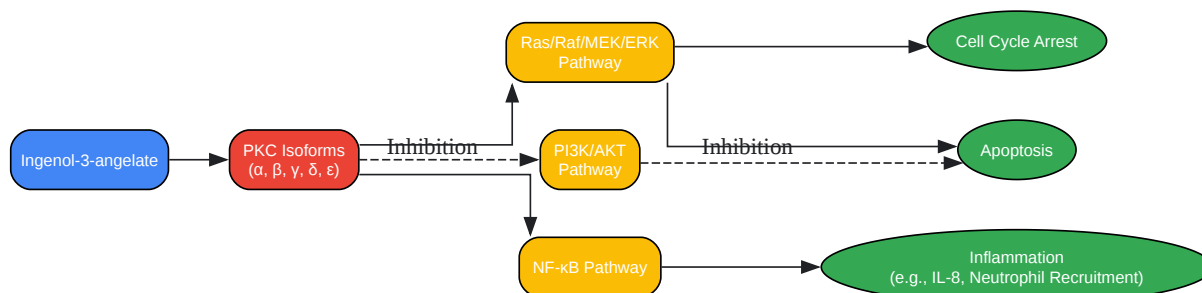 Ras/Raf/MEK/ERK
Pathway
Cell Cycle Arrest
Ingenol-3-angelate
PKC Isoforms
(α, β, γ, δ, ε)
Inhibition
PI3K/AKT
Pathway
Inhibition
Apoptosis
NF-κB Pathway
Inflammation
(e.g., IL-8, Neutrophil Recruitment)